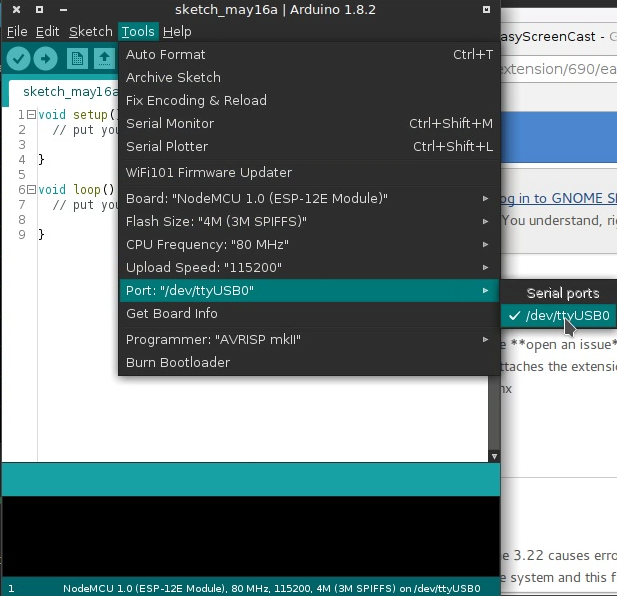 sketch_may16a | Arduino 1.8.2
File Edit Sketch Tools Help
sketch_may16a
1 void setup()
2 // put you
3
4 }
5
6 void loop()
7 // put you
8
9 }
Auto Format Ctrl+T
Archive Sketch
Fix Encoding & Reload
Serial Monitor Ctrl+Shift+M
Serial Plotter Ctrl+Shift+L
WiFi101 Firmware Updater
Board: "NodeMCU 1.0 (ESP-12E Module)"
Flash Size: "4M (3M SPIFFS)"
CPU Frequency: "80 MHz"
Upload Speed: "115200"
Port: "/dev/ttyUSB0"
Get Board Info
Programmer: "AVRISP mkII"
Burn Bootloader
Serial ports
✓ /dev/ttyUSB0
asyScreenCast - G
xtension/690/ea
og in to GNOME S
You understand, ri
e **open an issue*
ttaches the extensi
nx
e 3.22 causes erro
e system and this f
1 NodeMCU 1.0 (ESP-12E Module), 80 MHz, 115200, 4M (3M SPIFFS) on /dev/ttyUSB0